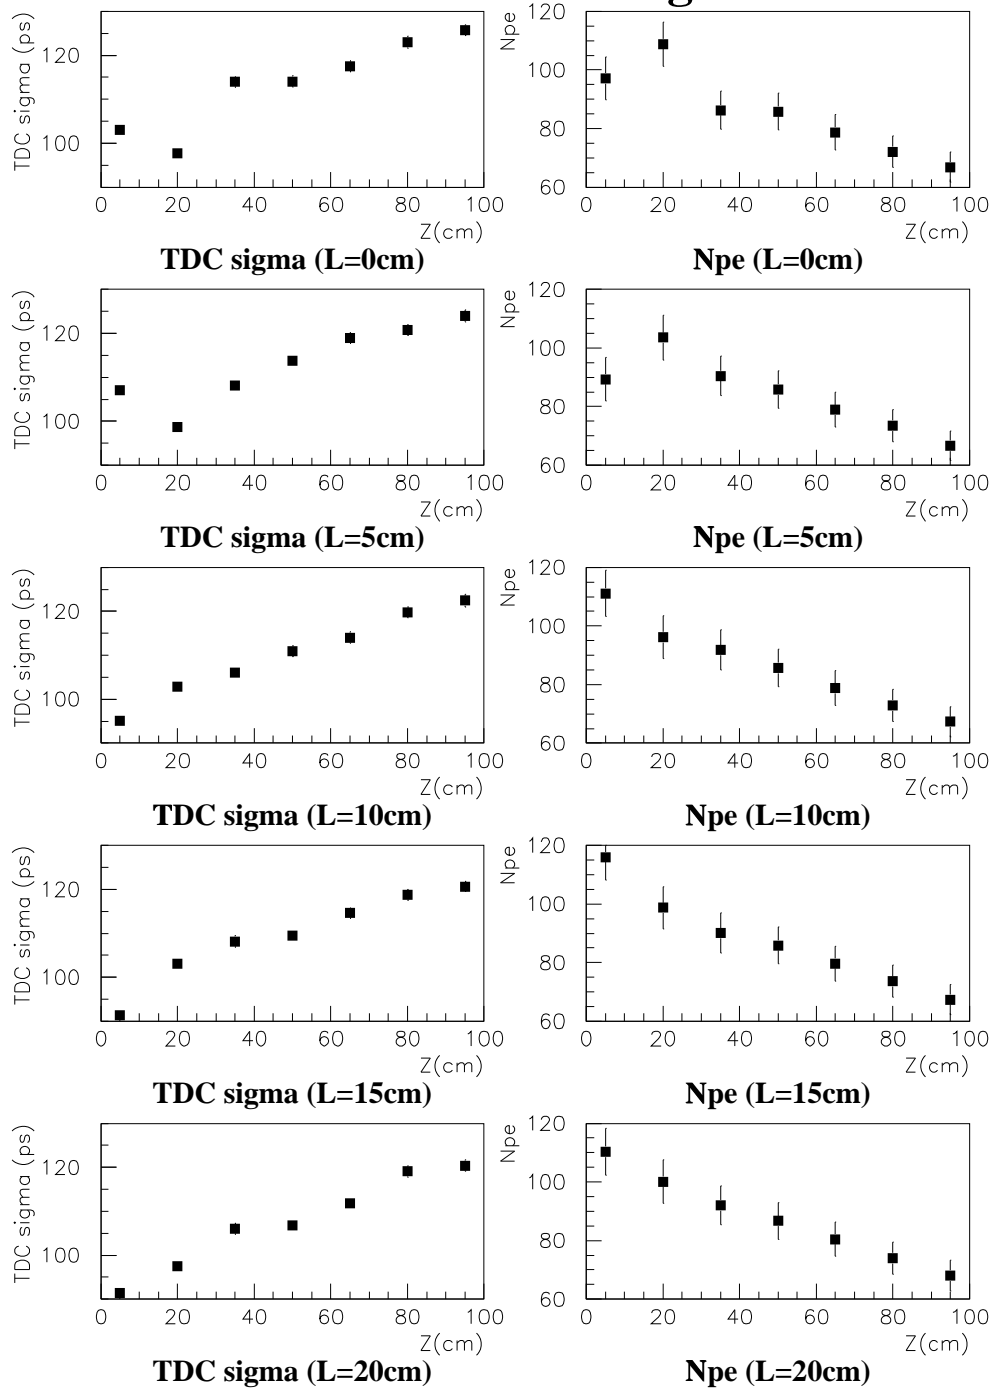 g
TDC sigma (ps)
120
100
0 20 40 60 80 100
Z(cm)
TDC sigma (L=0cm)
Npe
120
100
80
60
0 20 40 60 80 100
Z(cm)
Npe (L=0cm)
TDC sigma (ps)
120
100
0 20 40 60 80 100
Z(cm)
TDC sigma (L=5cm)
Npe
120
100
80
60
0 20 40 60 80 100
Z(cm)
Npe (L=5cm)
TDC sigma (ps)
120
100
0 20 40 60 80 100
Z(cm)
TDC sigma (L=10cm)
Npe
120
100
80
60
0 20 40 60 80 100
Z(cm)
Npe (L=10cm)
TDC sigma (ps)
120
100
0 20 40 60 80 100
Z(cm)
TDC sigma (L=15cm)
Npe
120
100
80
60
0 20 40 60 80 100
Z(cm)
Npe (L=15cm)
TDC sigma (ps)
120
100
0 20 40 60 80 100
Z(cm)
TDC sigma (L=20cm)
Npe
120
100
80
60
0 20 40 60 80 100
Z(cm)
Npe (L=20cm)